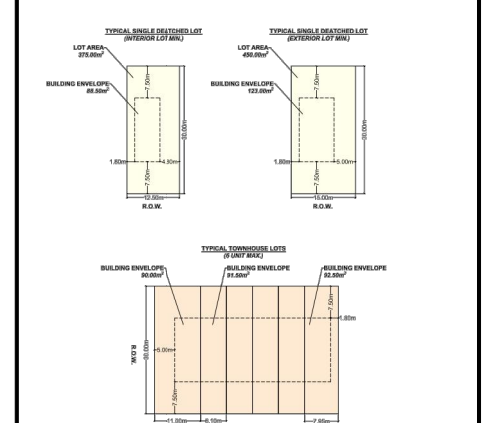 TYPICAL SINGLE DEATCHED LOT
(INTERIOR LOT MIN.)
LOT AREA
375.00m²
BUILDING ENVELOPE
88.50m²
7.50m
30.00m
1.80m
4.80m
7.50m
12.50m
R.O.W.
TYPICAL SINGLE DEATCHED LOT
(EXTERIOR LOT MIN.)
LOT AREA
450.00m²
BUILDING ENVELOPE
123.00m²
7.50m
30.00m
1.80m
5.00m
7.50m
15.00m
R.O.W.
TYPICAL TOWNHOUSE LOTS
(6 UNIT MAX.)
BUILDING ENVELOPE
90.00m²
BUILDING ENVELOPE
91.50m²
BUILDING ENVELOPE
92.50m²
7.50m
1.80m
R.O.W.
30.00m
5.00m
7.50m
11.00m
6.10m
7.95m